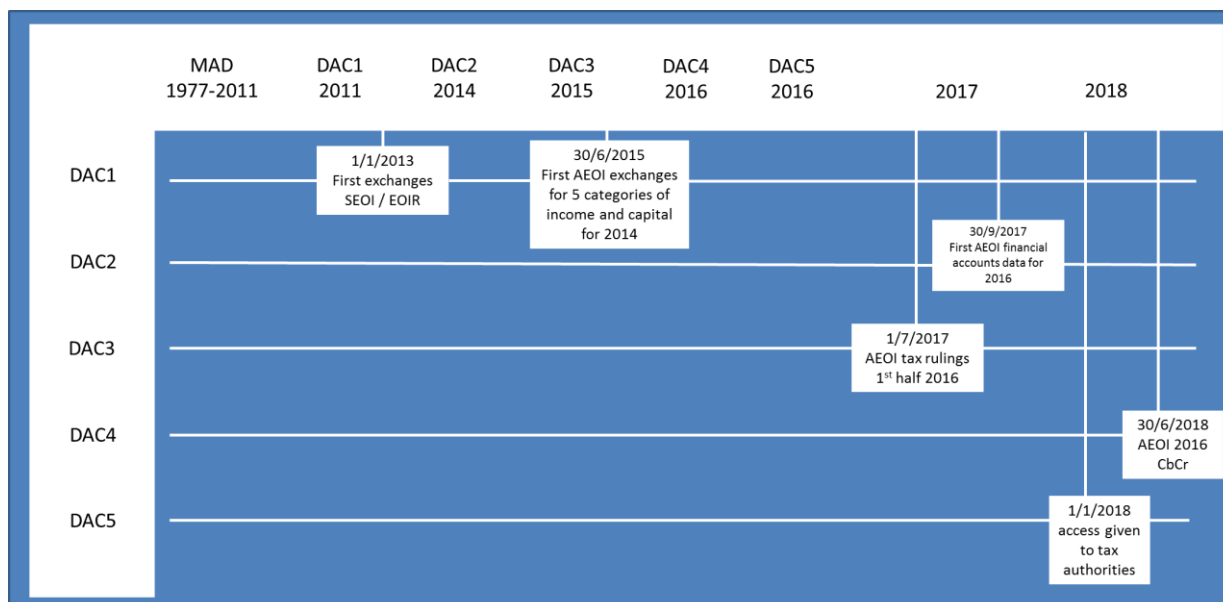 MAD DAC1 DAC2 DAC3 DAC4 DAC5
1977-2011 2011 2014 2015 2016 2016 2017 2018
DAC1
1/1/2013
First exchanges
SEOI / EOIR
30/6/2015
First AEOI exchanges
for 5 categories of
income and capital
for 2014
DAC2
30/9/2017
First AEOI financial
accounts data for
2016
DAC3
1/7/2017
AEOI tax rulings
1st half 2016
DAC4
30/6/2018
AEOI 2016
CbCr
DAC5
1/1/2018
access given
to tax
authorities